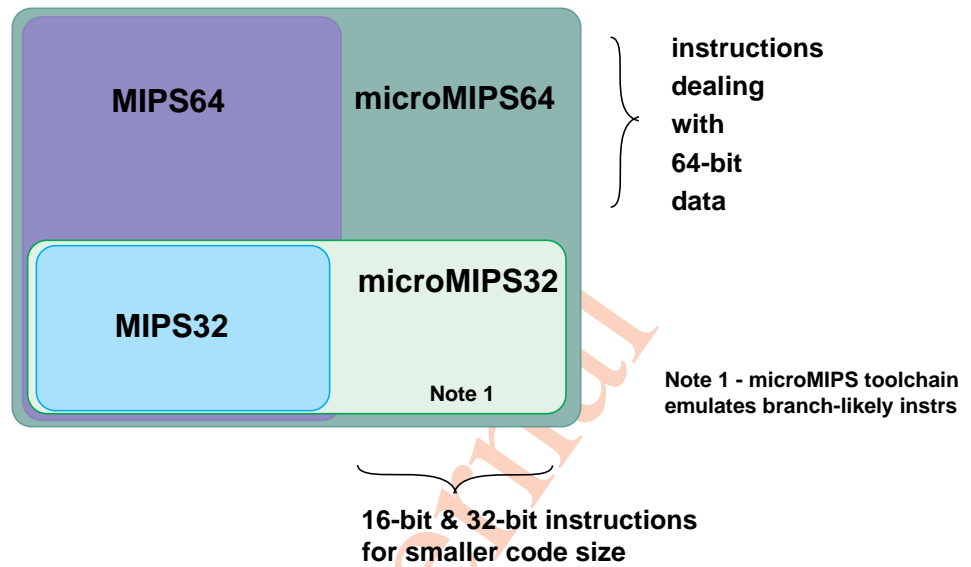 MIPS64
microMIPS64
instructions
dealing
with
64-bit
data
microMIPS32
MIPS32
Note 1
Note 1 - microMIPS toolchain
emulates branch-likely instrs
16-bit & 32-bit instructions
for smaller code size